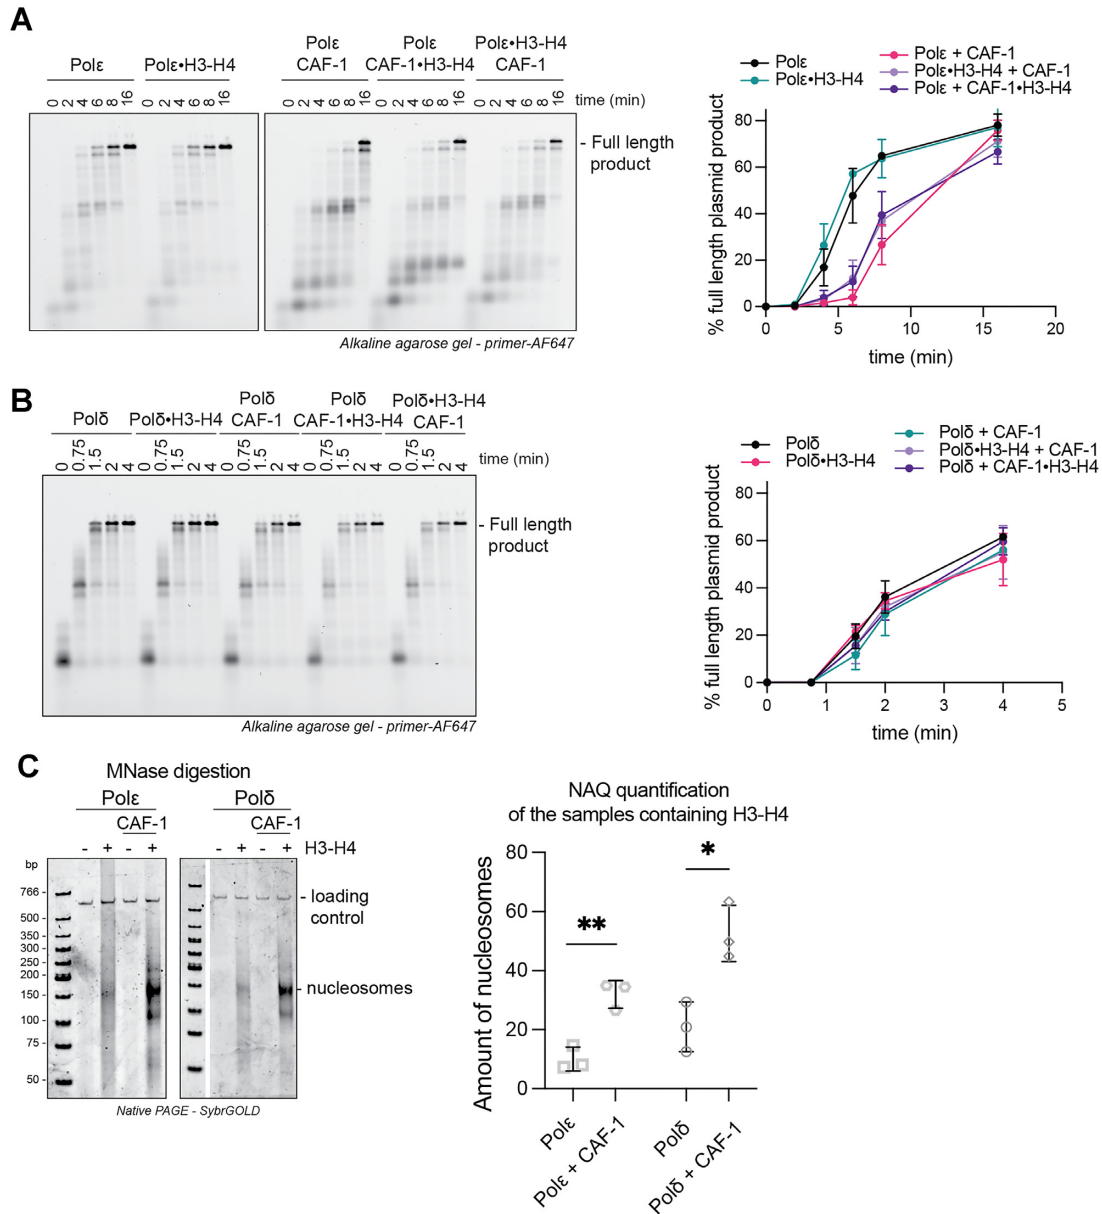 A
Polε
Polε•H3-H4
Polε
CAF-1
Polε
CAF-1•H3-H4
Polε•H3-H4
CAF-1
0 2 4 6 8 16
0 2 4 6 8 16
0 2 4 6 8 16
0 2 4 6 8 16
0 2 4 6 8 16
time (min)
- Full length
product
Alkaline agarose gel - primer-AF647
Polε
Polε•H3-H4
Polε + CAF-1
Polε•H3-H4 + CAF-1
Polε + CAF-1•H3-H4
% full length plasmid product
80
60
40
20
0
0 5 10 15 20
time (min)
B
Polδ
Polδ•H3-H4
Polδ
CAF-1
Polδ
CAF-1•H3-H4
Polδ•H3-H4
CAF-1
0 0.75 1.5 2 4
0 0.75 1.5 2 4
0 0.75 1.5 2 4
0 0.75 1.5 2 4
0 0.75 1.5 2 4
time (min)
- Full length
product
Alkaline agarose gel - primer-AF647
Polδ
Polδ•H3-H4
Polδ + CAF-1
Polδ•H3-H4 + CAF-1
Polδ + CAF-1•H3-H4
% full length plasmid product
80
60
40
20
0
0 1 2 3 4 5
time (min)
C
MNase digestion
Polε
Polδ
CAF-1
CAF-1
- + - +
- + - +
H3-H4
bp
766 -
500 -
350 -
300 -
250 -
200 -
150 -
100 -
75 -
50 -
- loading
control
- nucleosomes
Native PAGE - SybrGOLD
NAQ quantification
of the samples containing H3-H4
Amount of nucleosomes
80
60
40
20
0
**
*
Polε
Polε + CAF-1
Polδ
Polδ + CAF-1